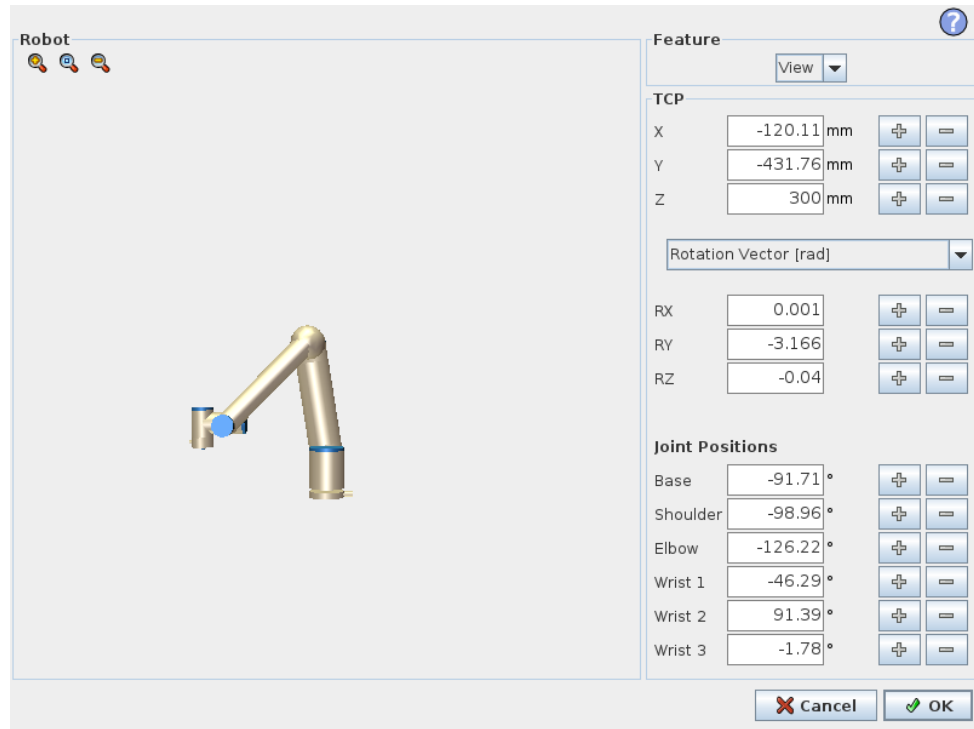 Robot
?
Feature
View
TCP
X -120.11 mm
Y -431.76 mm
Z 300 mm
Rotation Vector [rad]
RX 0.001
RY -3.166
RZ -0.04
Joint Positions
Base -91.71 °
Shoulder -98.96 °
Elbow -126.22 °
Wrist 1 -46.29 °
Wrist 2 91.39 °
Wrist 3 -1.78 °
Cancel OK